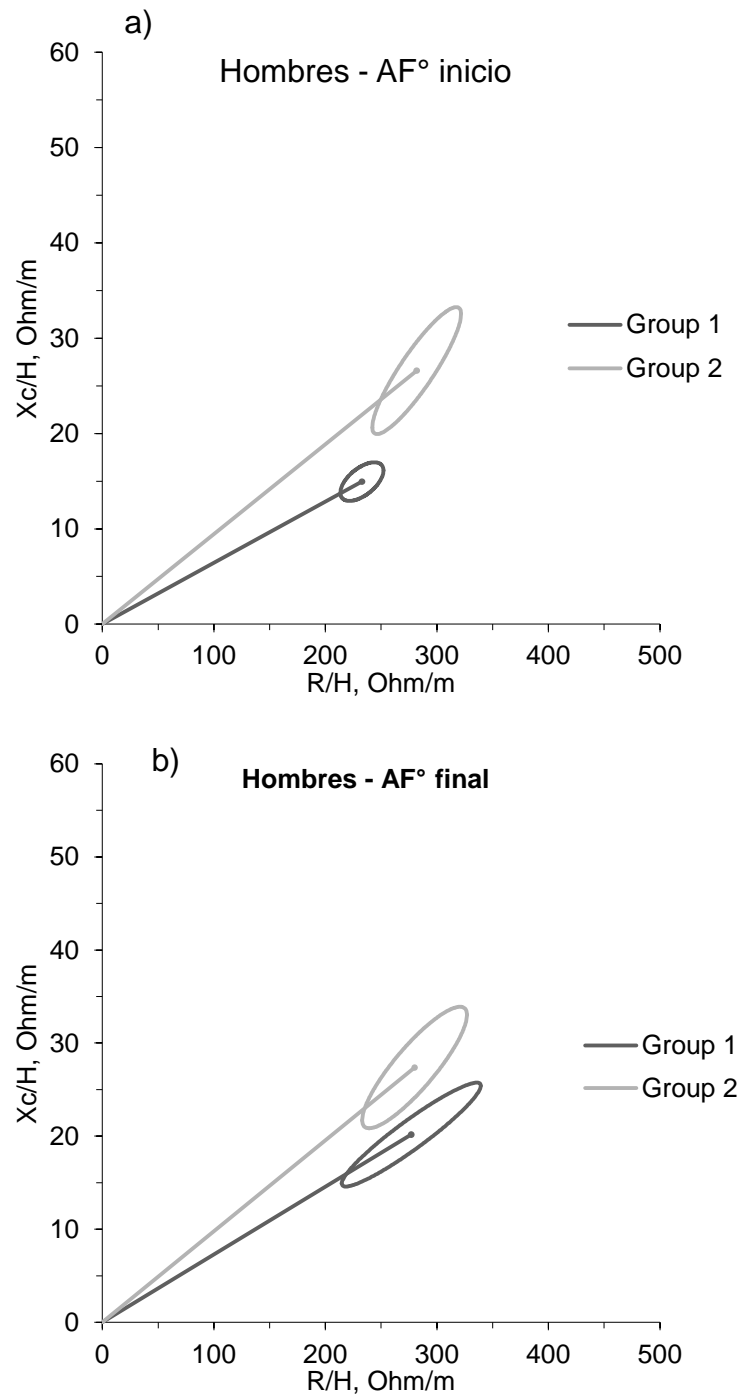 a)
Hombres - AF° inicio
60
50
40
30
20
10
0
Xc/H, Ohm/m
Group 1
Group 2
0 100 200 300 400 500
R/H, Ohm/m
b)
Hombres - AF° final
60
50
40
30
20
10
0
Xc/H, Ohm/m
Group 1
Group 2
0 100 200 300 400 500
R/H, Ohm/m